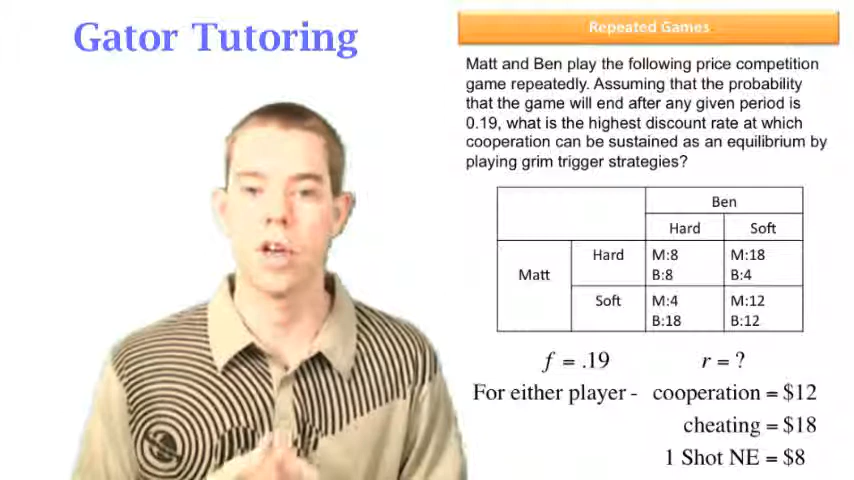 Gator Tutoring
Repeated Games
Matt and Ben play the following price competition
game repeatedly. Assuming that the probability
that the game will end after any given period is
0.19, what is the highest discount rate at which
cooperation can be sustained as an equilibrium by
playing grim trigger strategies?
Ben
Hard Soft
Matt
Hard M:8 M:18
B:8 B:4
Soft M:4 M:12
B:18 B:12
f = .19 r = ?
For either player - cooperation = $12
cheating = $18
1 Shot NE = $8